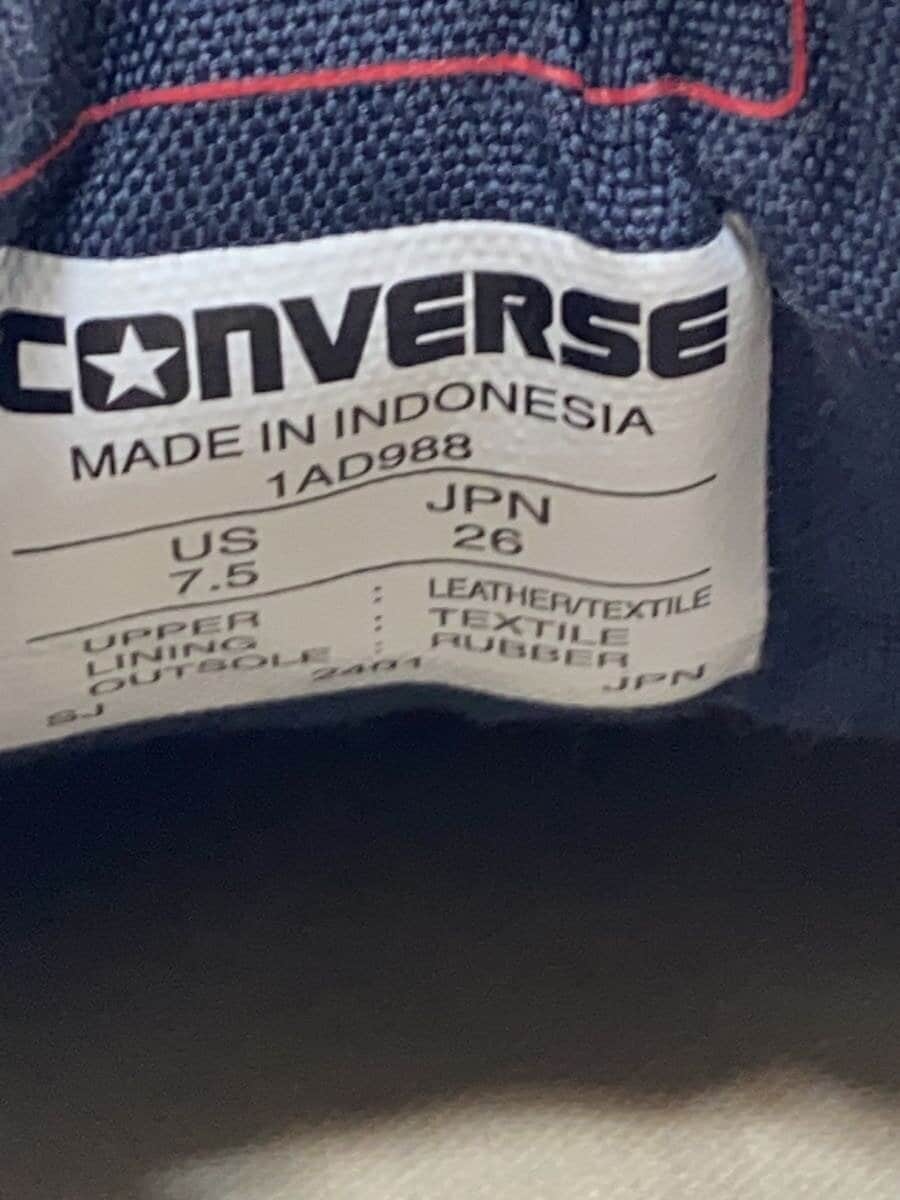 CONVERSE
MADE IN INDONESIA
1AD988
US JPN
7.5 26
UPPER : LEATHER/TEXTILE
LINING : TEXTILE
OUTSOLE : RUBBER
SJ 2401 JPN